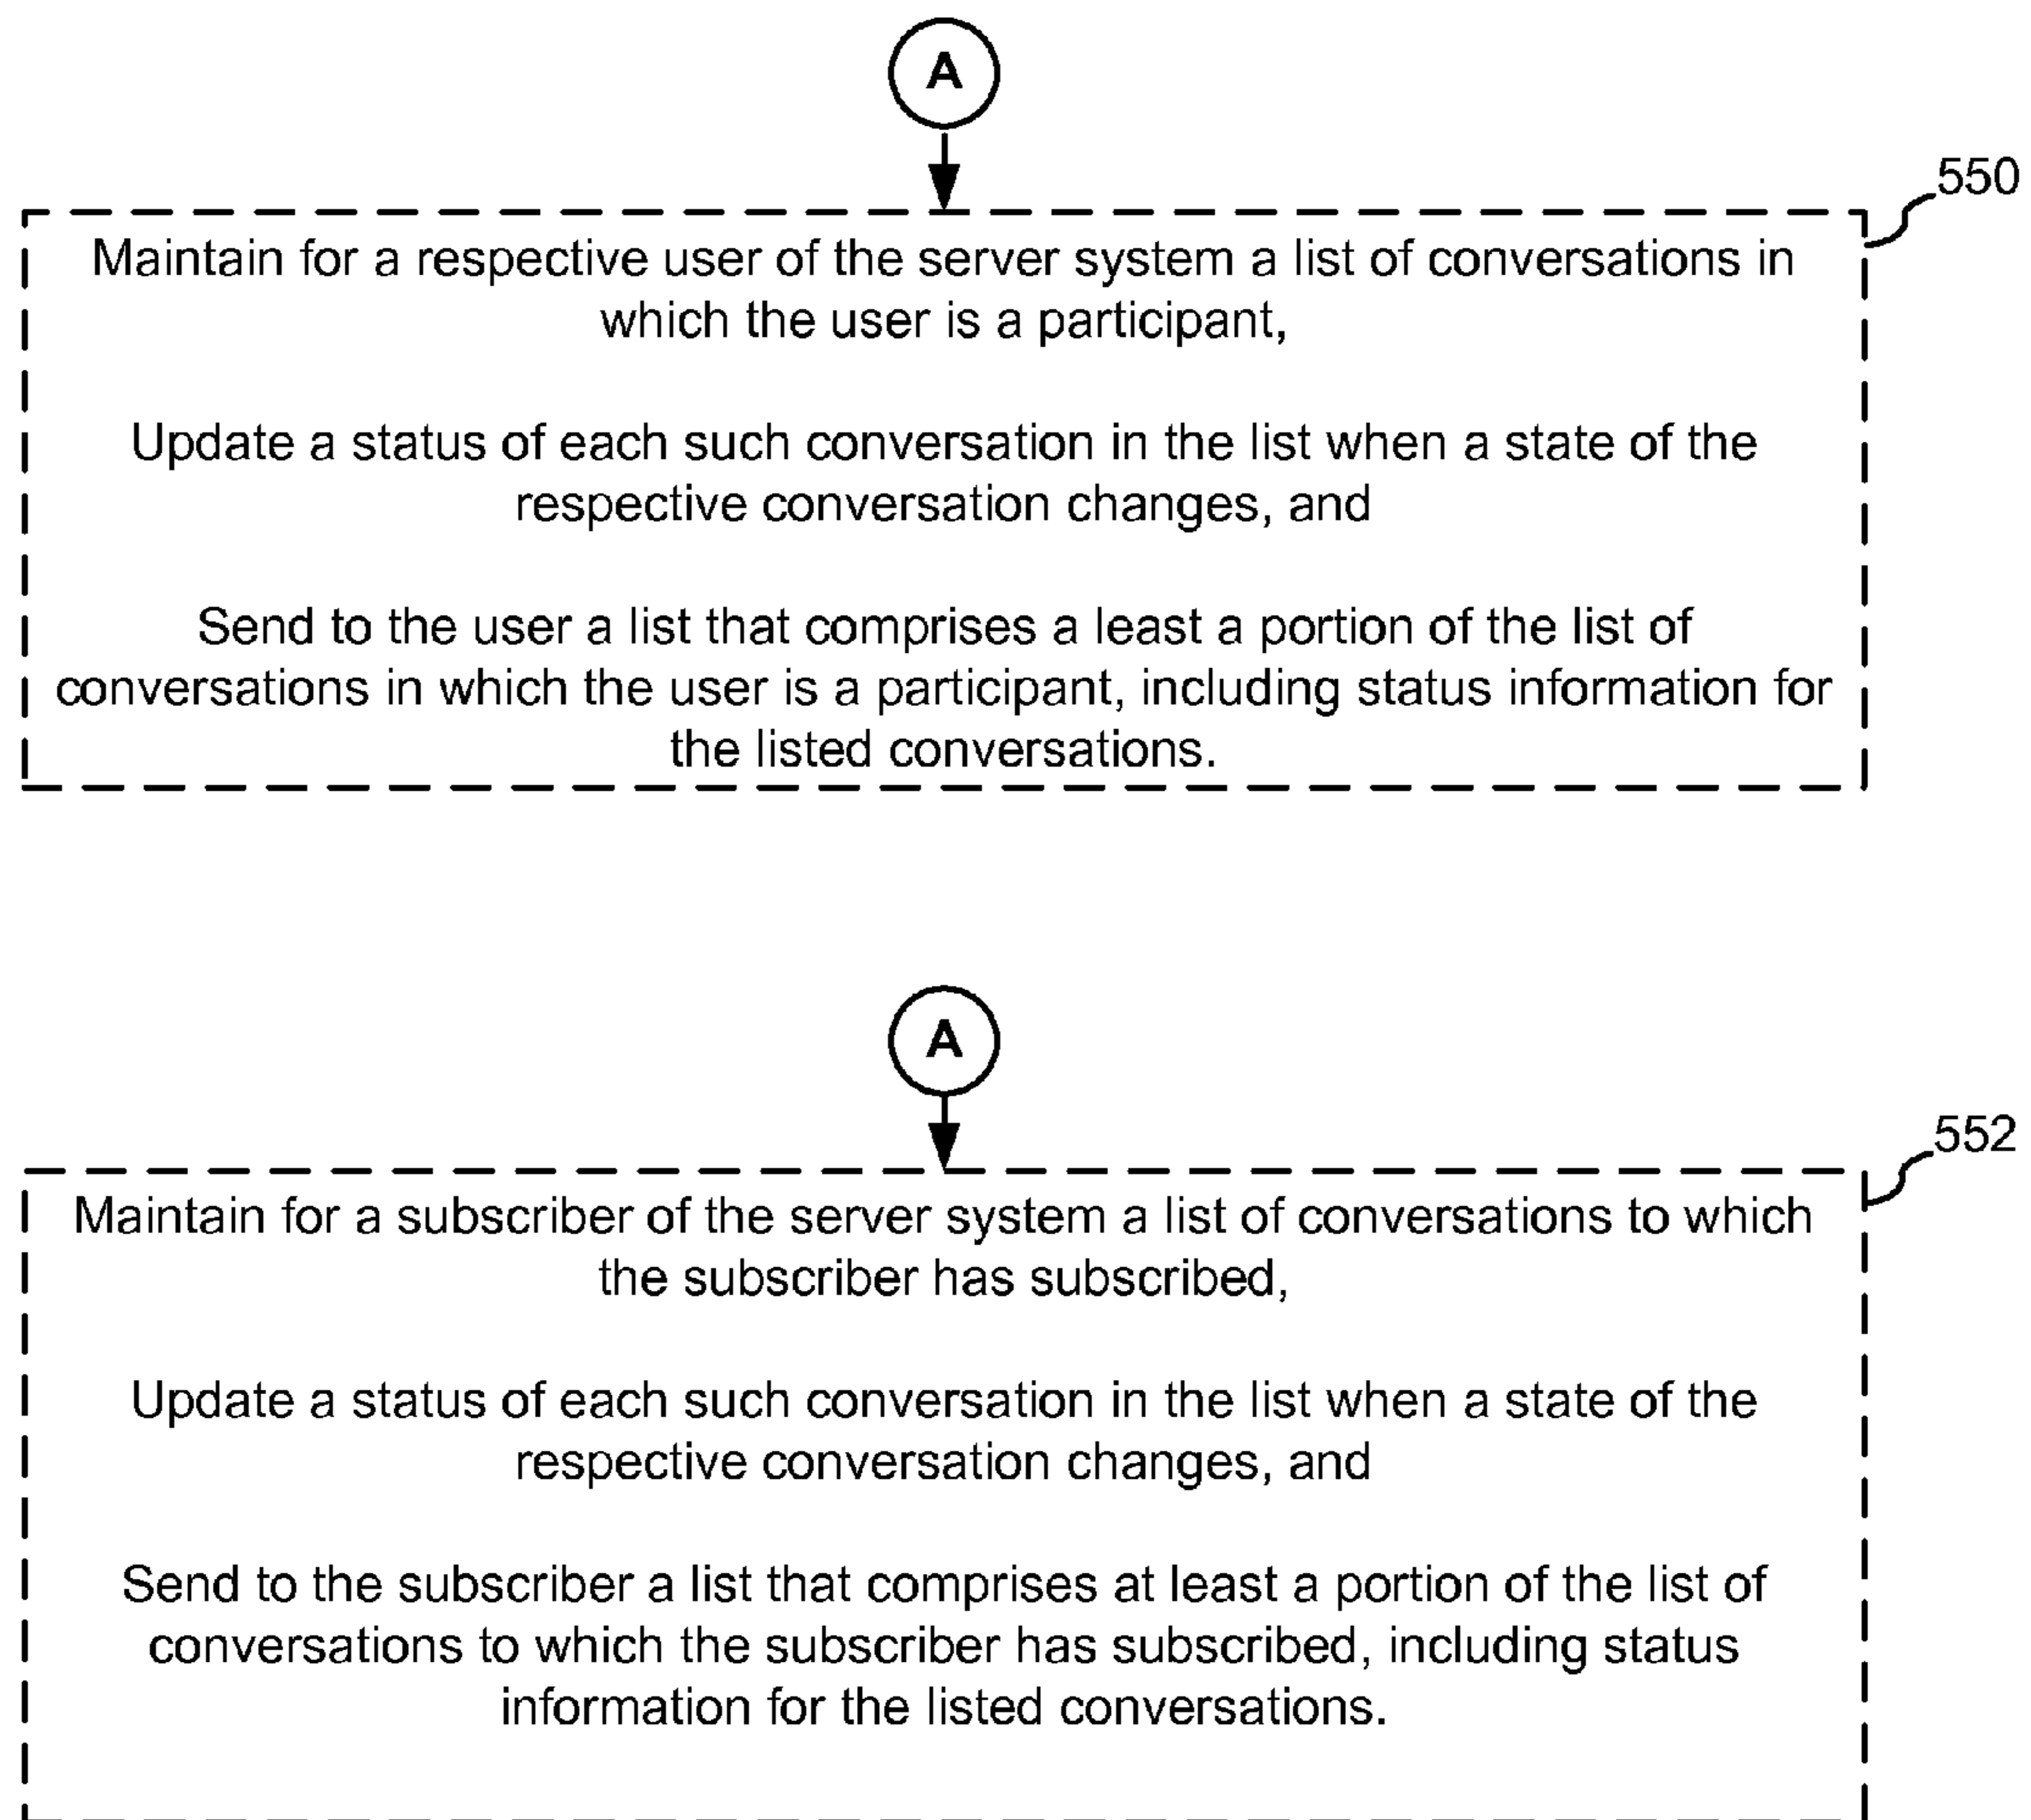 A
550
Maintain for a respective user of the server system a list of conversations in
which the user is a participant,
Update a status of each such conversation in the list when a state of the
respective conversation changes, and
Send to the user a list that comprises a least a portion of the list of
conversations in which the user is a participant, including status information for
the listed conversations.
A
552
Maintain for a subscriber of the server system a list of conversations to which
the subscriber has subscribed,
Update a status of each such conversation in the list when a state of the
respective conversation changes, and
Send to the subscriber a list that comprises at least a portion of the list of
conversations to which the subscriber has subscribed, including status
information for the listed conversations.